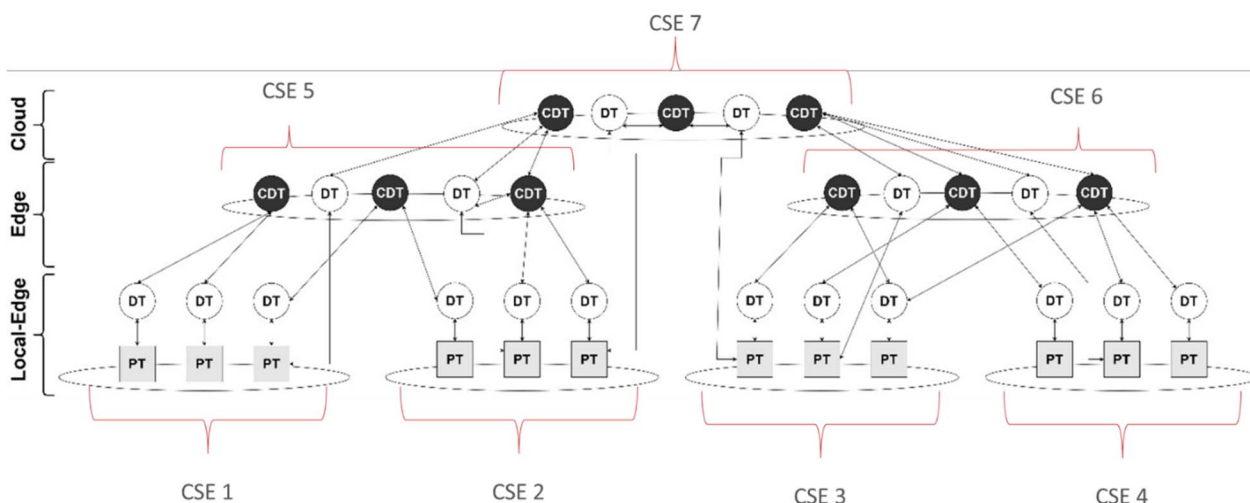 CSE 7
CSE 5
CSE 6
Cloud
CDT DT CDT DT CDT
Edge
CDT DT CDT DT CDT
CDT DT CDT DT CDT
Local-Edge
DT DT DT
DT DT DT
DT DT DT
DT DT DT
PT PT PT
PT PT PT
PT PT PT
PT PT PT
CSE 1
CSE 2
CSE 3
CSE 4